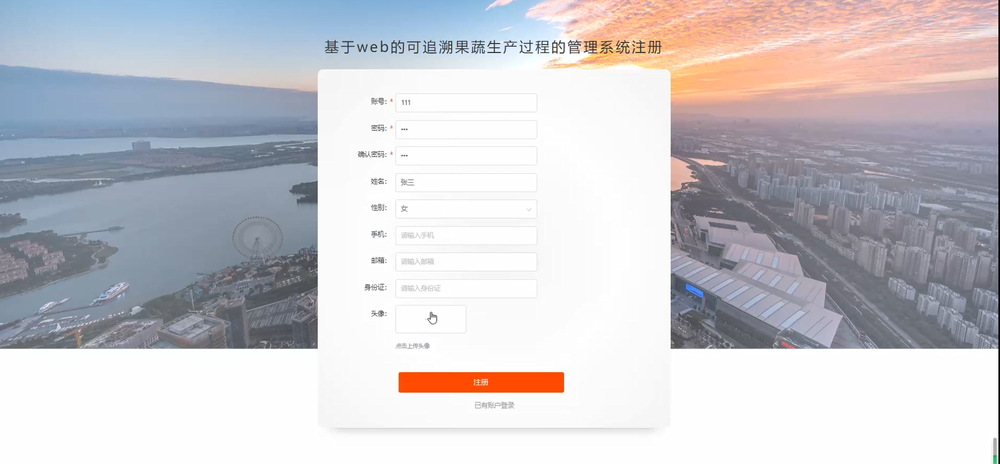 基于web的可追溯果蔬生产过程的管理系统注册
账号: * 111
密码: * •••
确认密码: * •••
姓名: 张三
性别: 女
手机: 请输入手机
邮箱: 请输入邮箱
身份证: 请输入身份证
头像:
点击上传头像
注册
已有账户登录